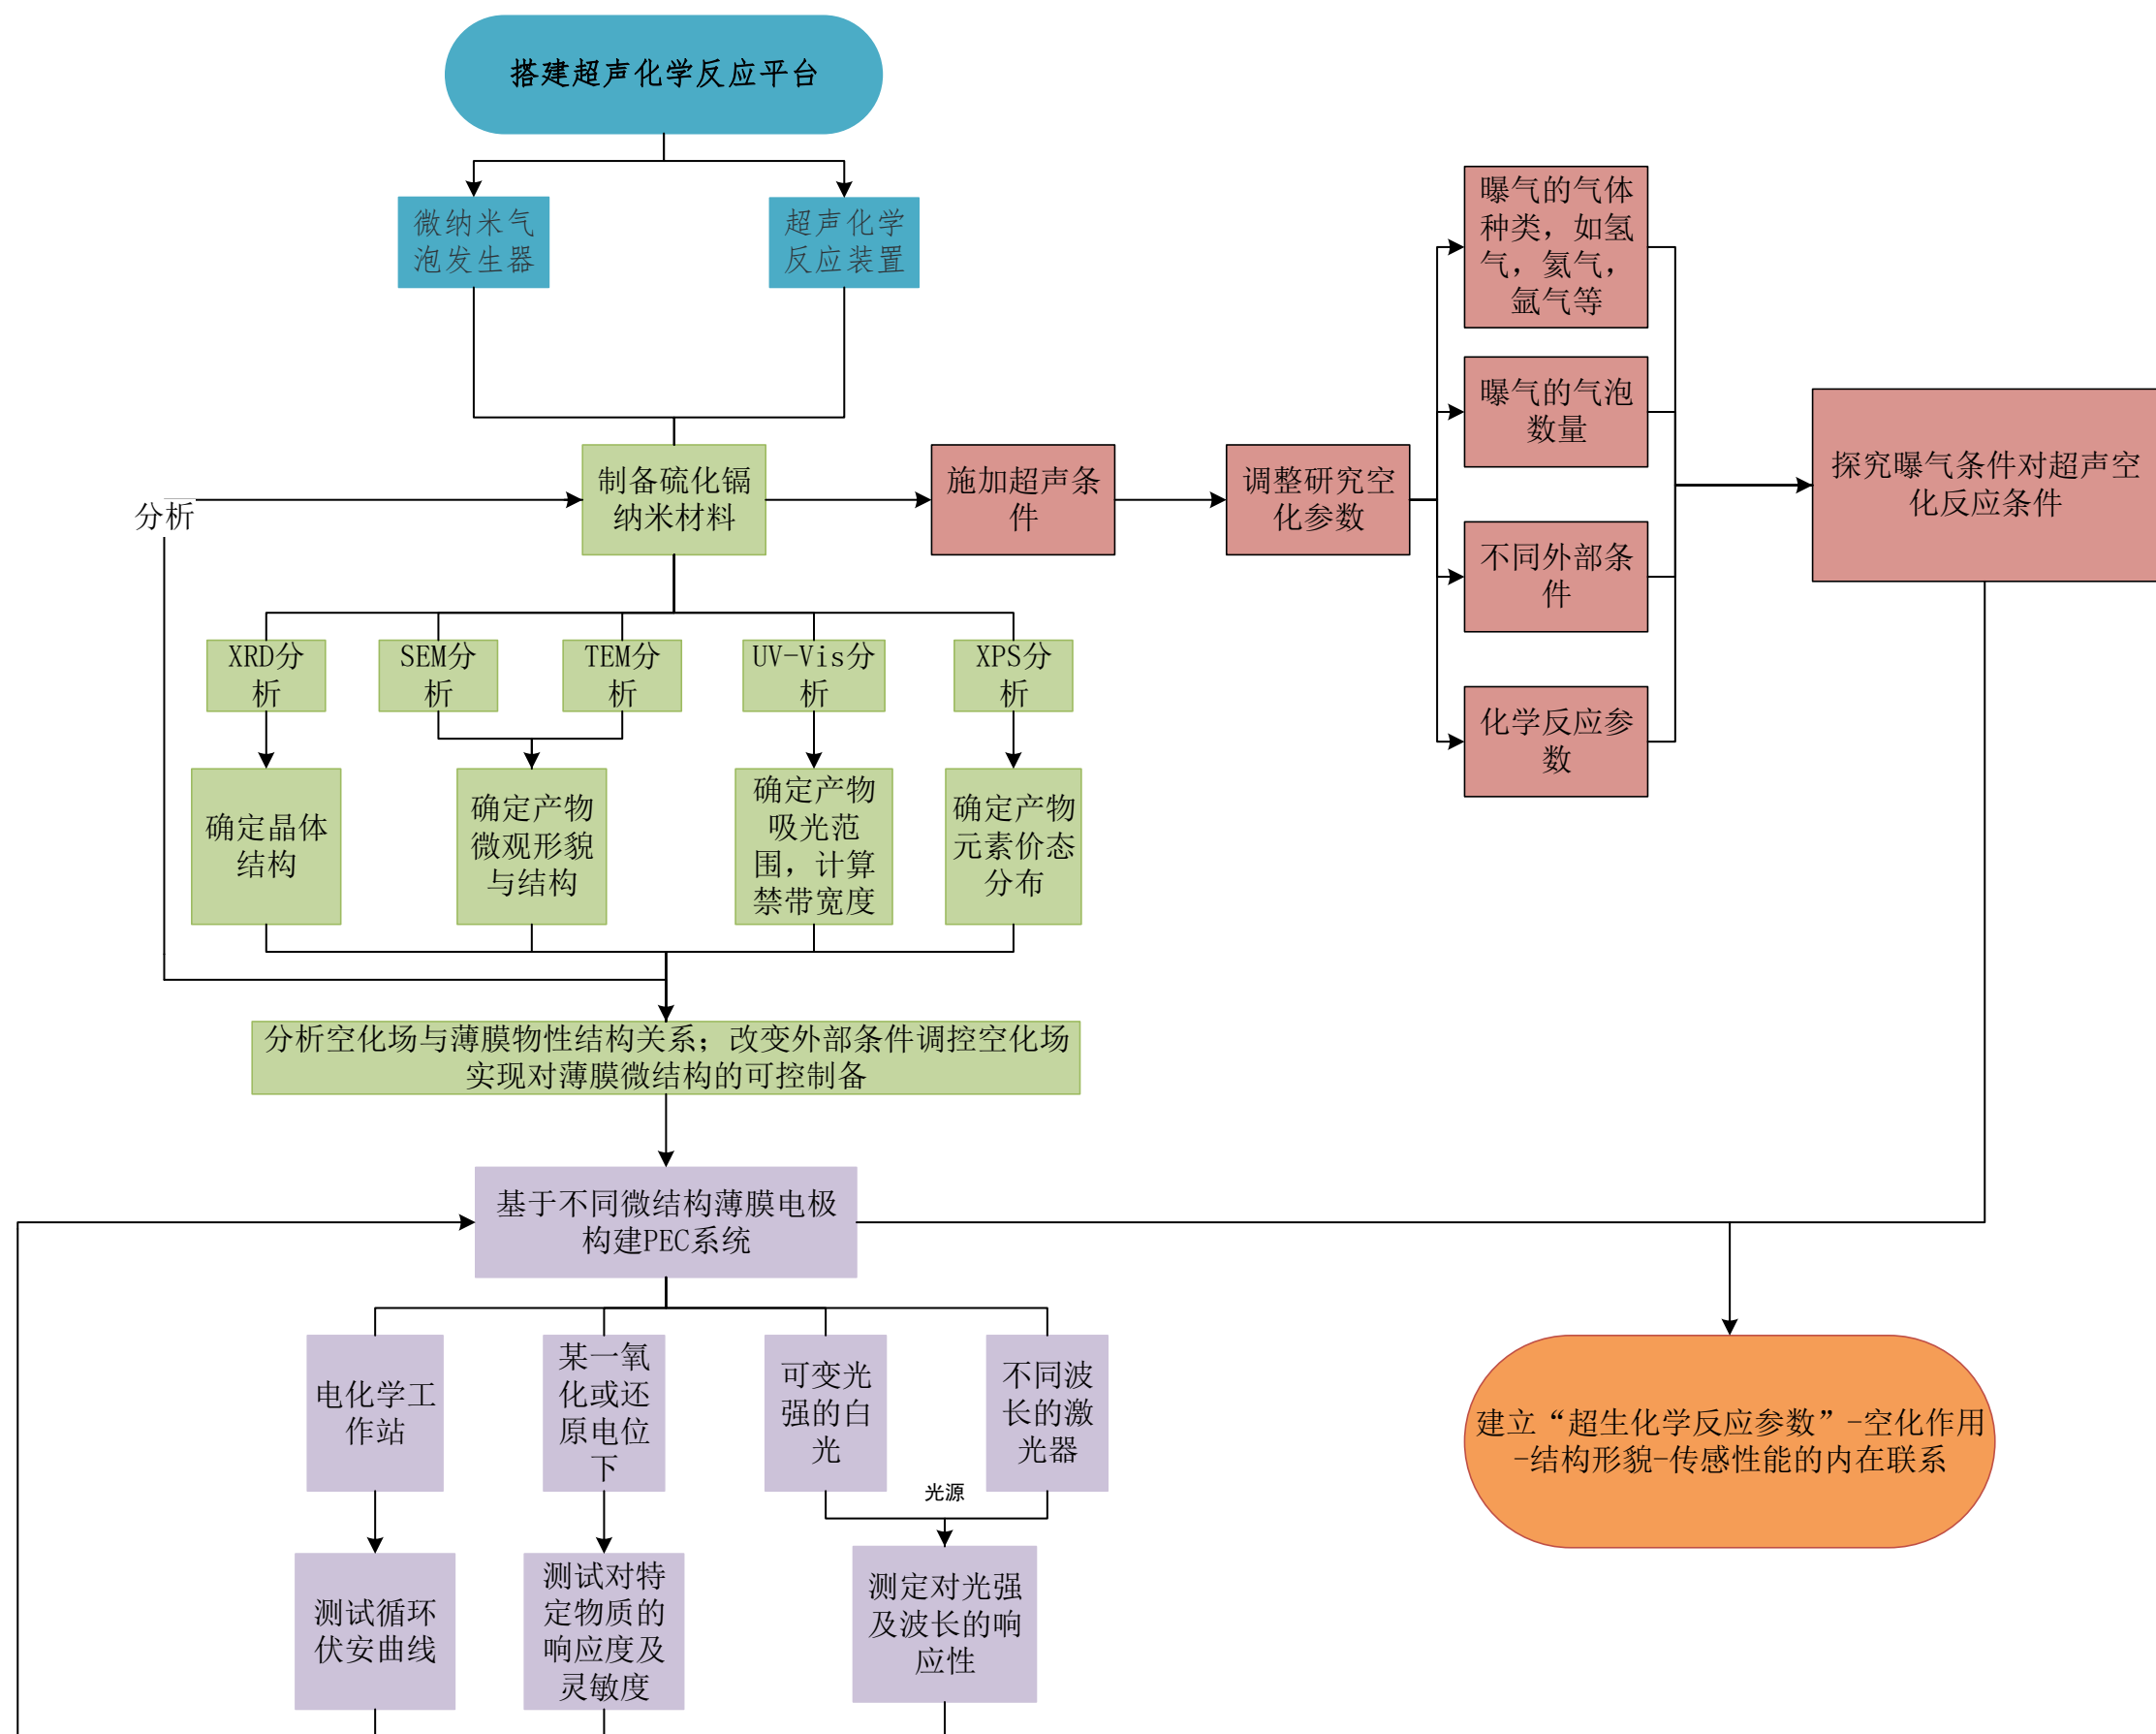 搭建超声化学反应平台
微纳米气
泡发生器
超声化学
反应装置
曝气的气体
种类，如氢
气，氦气，
氩气等
曝气的气泡
数量
探究曝气条件对超声空
化反应条件
制备硫化镉
纳米材料
施加超声条
件
调整研究空
化参数
分析
不同外部条
件
化学反应参
数
XRD分
析
SEM分
析
TEM分
析
UV-Vis分
析
XPS分
析
确定晶体
结构
确定产物
微观形貌
与结构
确定产物
吸光范
围，计算
禁带宽度
确定产物
元素价态
分布
分析空化场与薄膜物性结构关系；改变外部条件调控空化场
实现对薄膜微结构的可控制备
基于不同微结构薄膜电极
构建PEC系统
电化学工
作站
某一氧
化或还
原电位
下
可变光
强的白
光
不同波
长的激
光器
光源
建立“超生化学反应参数”-空化作用
-结构形貌-传感性能的内在联系
测试循环
伏安曲线
测试对特
定物质的
响应度及
灵敏度
测定对光强
及波长的响
应性